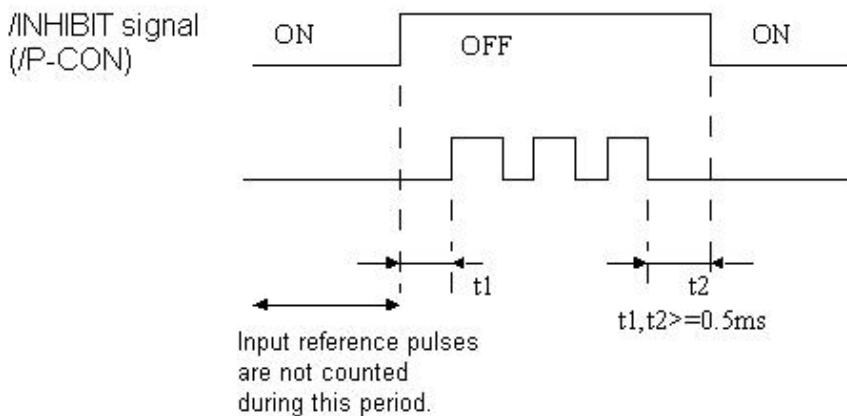 /INHIBIT signal
(/P-CON)
ON
OFF
ON
t1
t2
t1,t2>=0.5ms
Input reference pulses
are not counted
during this period.